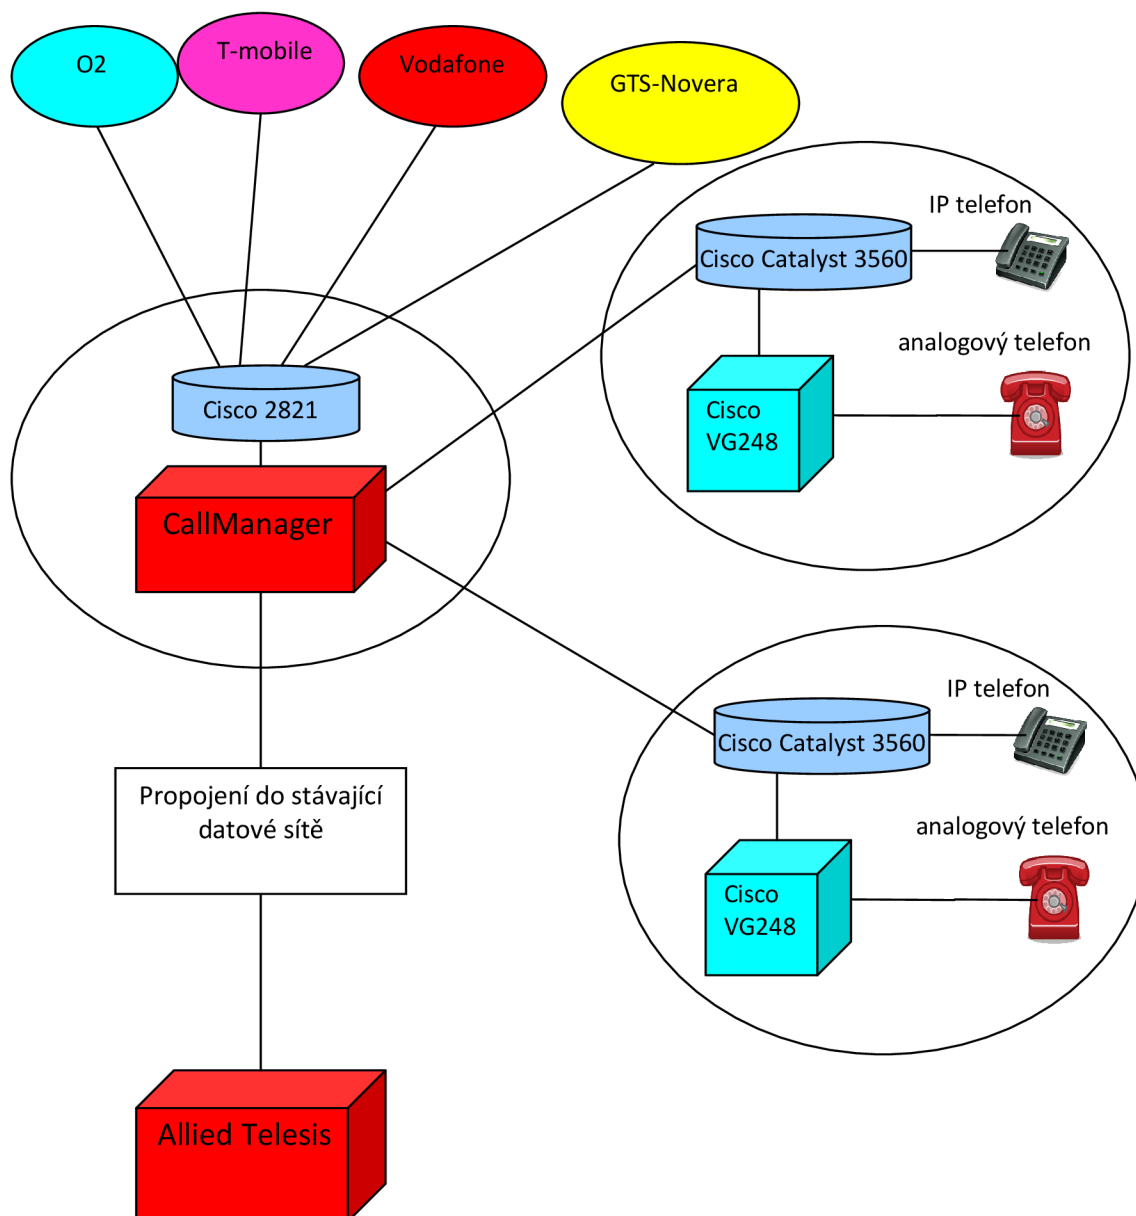 O2
T-mobile
Vodafone
GTS-Novera
IP telefon
Cisco Catalyst 3560
analogový telefon
Cisco
VG248
Cisco 2821
CallManager
IP telefon
Cisco Catalyst 3560
Propojení do stávající
datové sítě
analogový telefon
Cisco
VG248
Allied Telesis